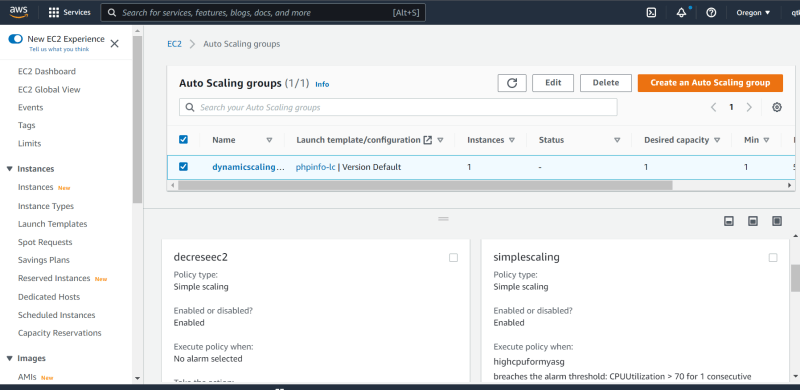 aws
Services
Search for services, features, blogs, docs, and more
[Alt+S]
Oregon
New EC2 Experience
Tell us what you think
EC2 Dashboard
EC2 Global View
Events
Tags
Limits
Instances
Instances New
Instance Types
Launch Templates
Spot Requests
Savings Plans
Reserved Instances New
Dedicated Hosts
Scheduled Instances
Capacity Reservations
Images
AMIs New
EC2 > Auto Scaling groups
Auto Scaling groups (1/1) Info
Edit
Delete
Create an Auto Scaling group
Search your Auto Scaling groups
1
Name
Launch template/configuration
Instances
Status
Desired capacity
Min
dynamicscaling...
phpinfo-lc | Version Default
1
-
1
1
decreseec2
Policy type:
Simple scaling
Enabled or disabled?
Enabled
Execute policy when:
No alarm selected
simplescaling
Policy type:
Simple scaling
Enabled or disabled?
Enabled
Execute policy when:
highcpuformyasg
breaches the alarm threshold: CPUUtilization > 70 for 1 consecutive